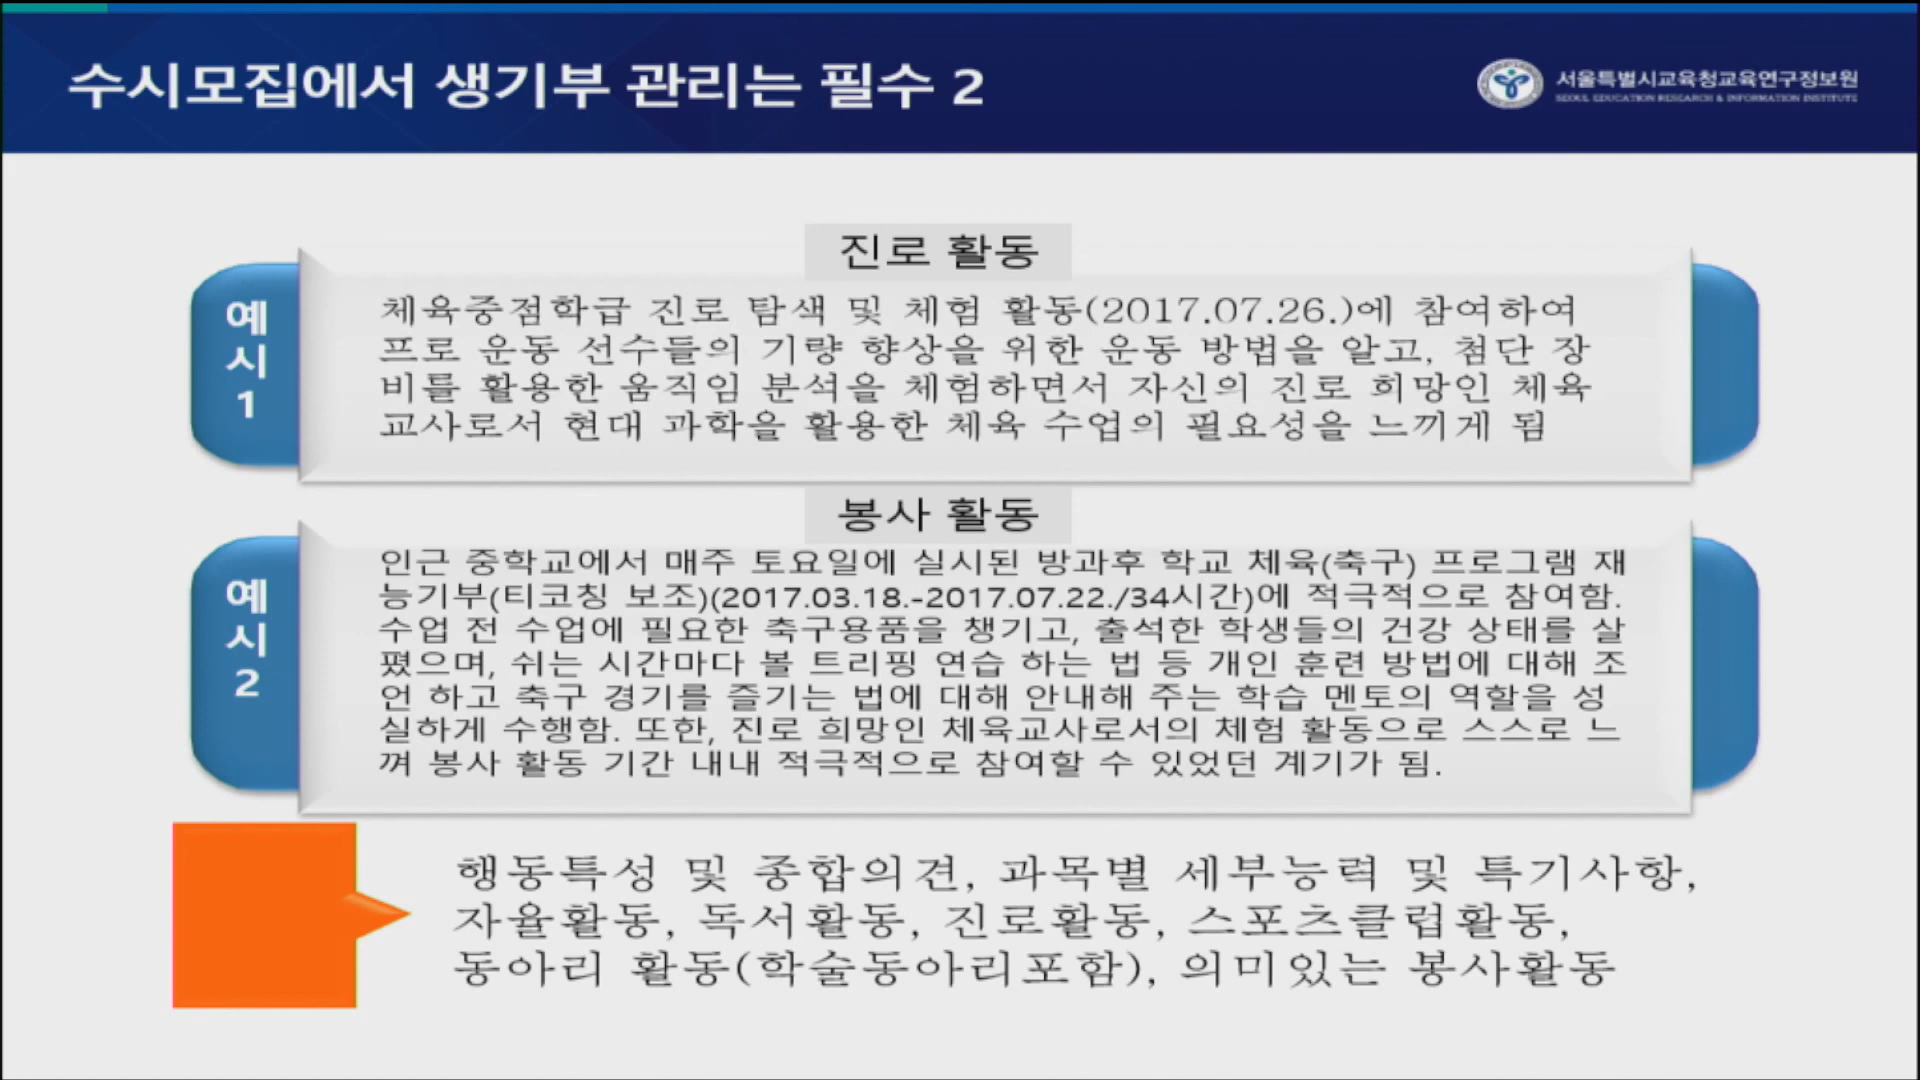 수시모집에서 생기부 관리는 필수 2
서울특별시교육청교육연구정보원
SEOUL EDUCATION RESEARCH & INFORMATION INSTITUTE
진로 활동
예
시
1
체육중점학급 진로 탐색 및 체험 활동(2017.07.26.)에 참여하여
프로 운동 선수들의 기량 향상을 위한 운동 방법을 알고, 첨단 장
비를 활용한 움직임 분석을 체험하면서 자신의 진로 희망인 체육
교사로서 현대 과학을 활용한 체육 수업의 필요성을 느끼게 됨
봉사 활동
예
시
2
인근 중학교에서 매주 토요일에 실시된 방과후 학교 체육(축구) 프로그램 재
능기부(티코칭 보조)(2017.03.18.-2017.07.22./34시간)에 적극적으로 참여함.
수업 전 수업에 필요한 축구용품을 챙기고, 출석한 학생들의 건강 상태를 살
폈으며, 쉬는 시간마다 볼 트리핑 연습 하는 법 등 개인 훈련 방법에 대해 조
언 하고 축구 경기를 즐기는 법에 대해 안내해 주는 학습 멘토의 역할을 성
실하게 수행함. 또한, 진로 희망인 체육교사로서의 체험 활동으로 스스로 느
껴 봉사 활동 기간 내내 적극적으로 참여할 수 있었던 계기가 됨.
행동특성 및 종합의견, 과목별 세부능력 및 특기사항,
자율활동, 독서활동, 진로활동, 스포츠클럽활동,
동아리 활동(학술동아리포함), 의미있는 봉사활동